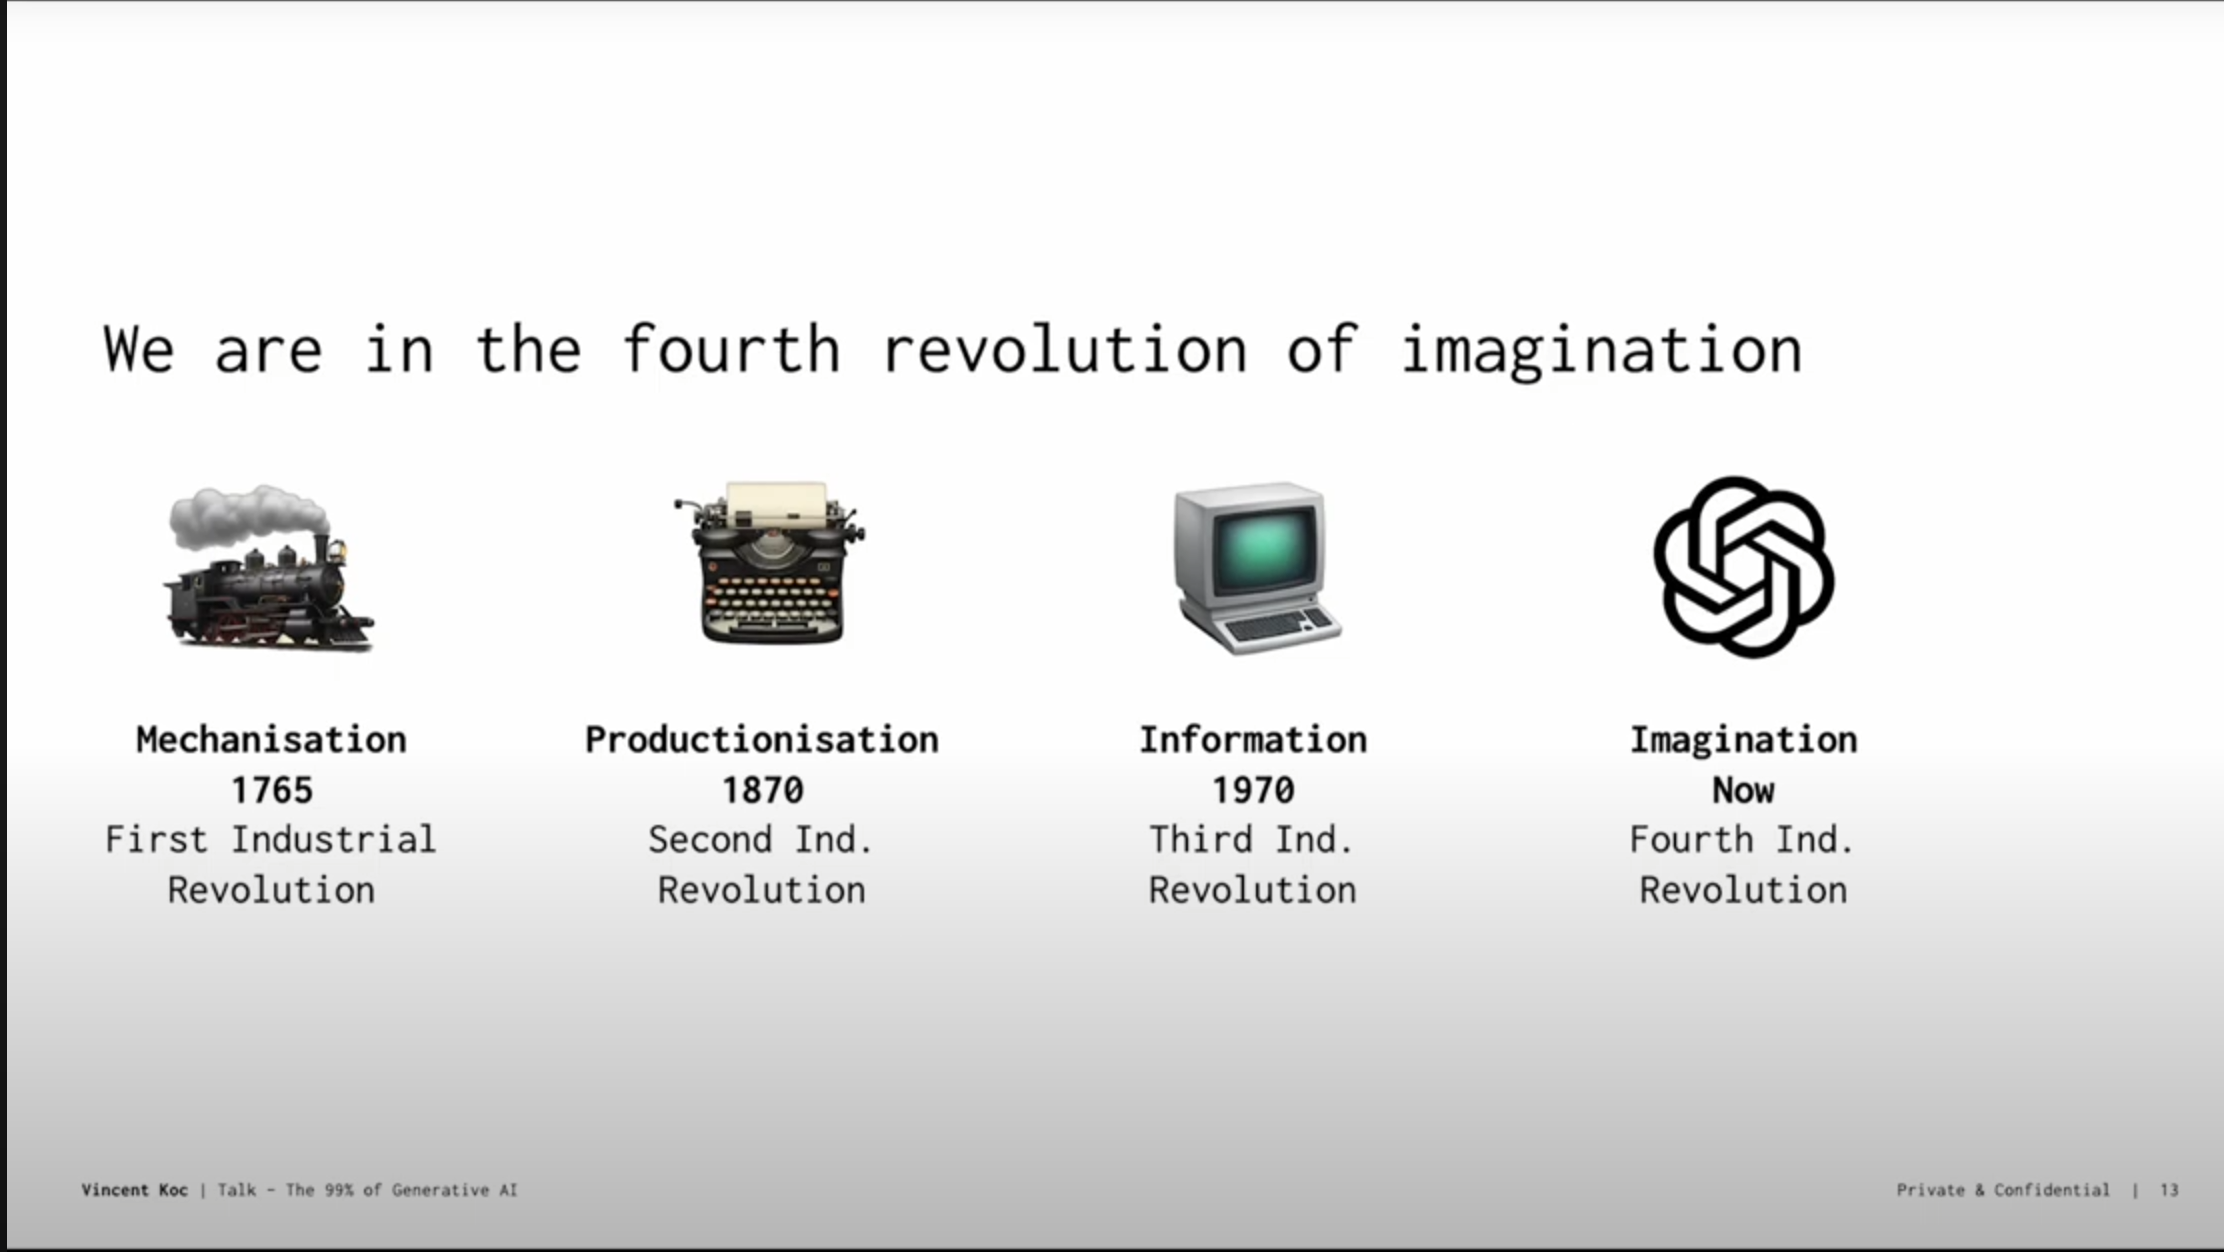 We are in the fourth revolution of imagination
Mechanisation
1765
First Industrial
Revolution
Productionisation
1870
Second Ind.
Revolution
Information
1970
Third Ind.
Revolution
Imagination
Now
Fourth Ind.
Revolution
Vincent Koc | Talk – The 99% of Generative AI
Private & Confidential | 13